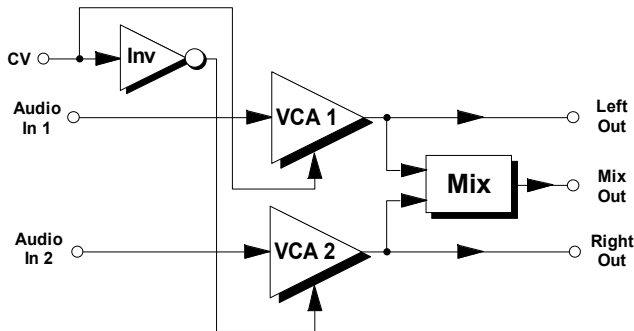 CV
Inv
Audio
In 1
VCA 1
Left
Out
Mix
Mix
Out
Audio
In 2
VCA 2
Right
Out